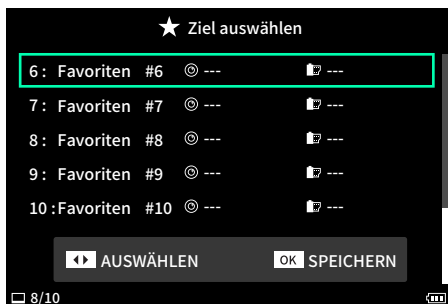 Ziel auswählen
6 : Favoriten #6 --- ---
7 : Favoriten #7 --- ---
8 : Favoriten #8 --- ---
9 : Favoriten #9 --- ---
10 :Favoriten #10 --- ---
AUSWÄHLEN OK SPEICHERN
8/10